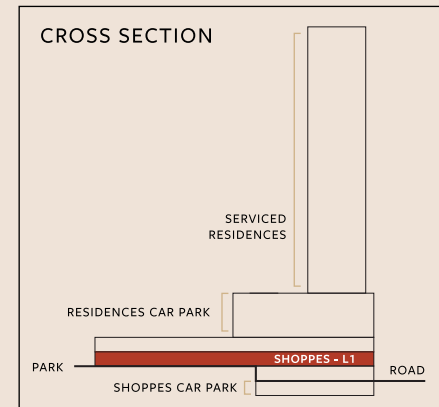 CROSS SECTION
SERVICED
RESIDENCES
RESIDENCES CAR PARK
SHOPPES - L1
PARK
ROAD
SHOPPES CAR PARK